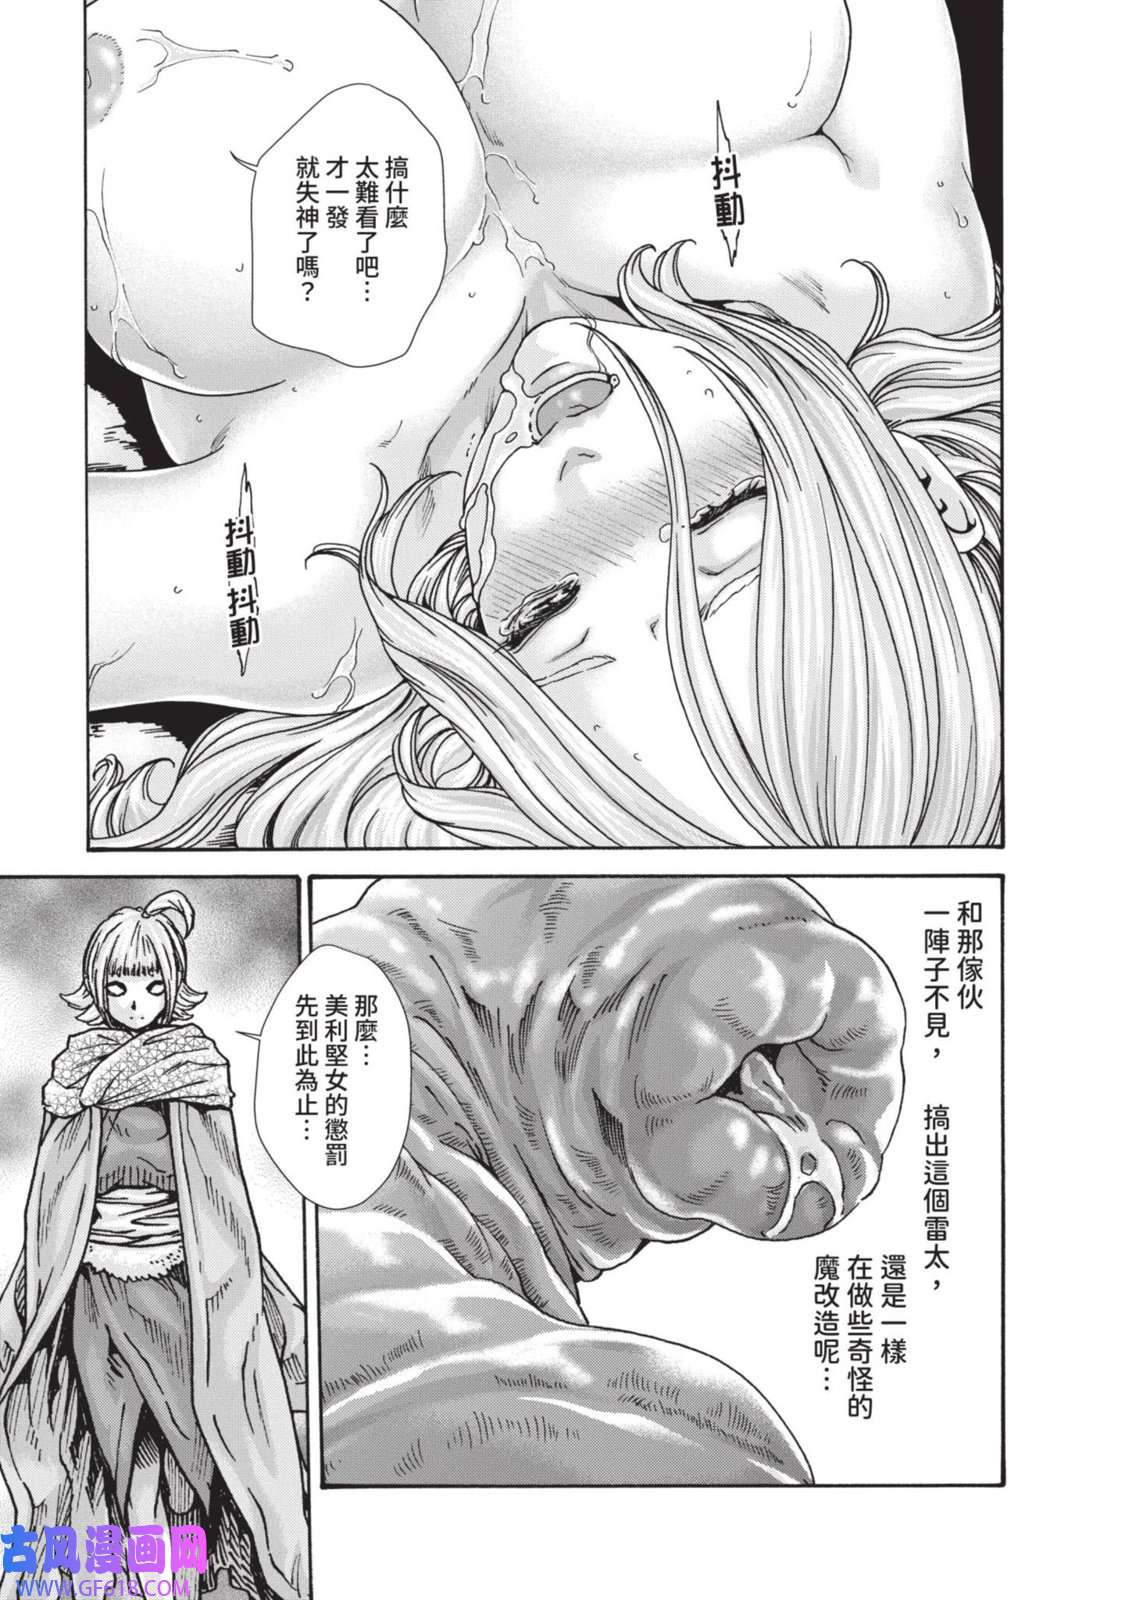 搞什麼
太難看了吧…
才一發
就失神了嗎？
抖動
抖動
抖動
和那傢伙
一陣子不見，
搞出這個雷太，
還是一樣
在做些奇怪的
魔改造呢…
那麼…
美利堅女的懲罰
先到此為止…
古风漫画网
www.GF618.com